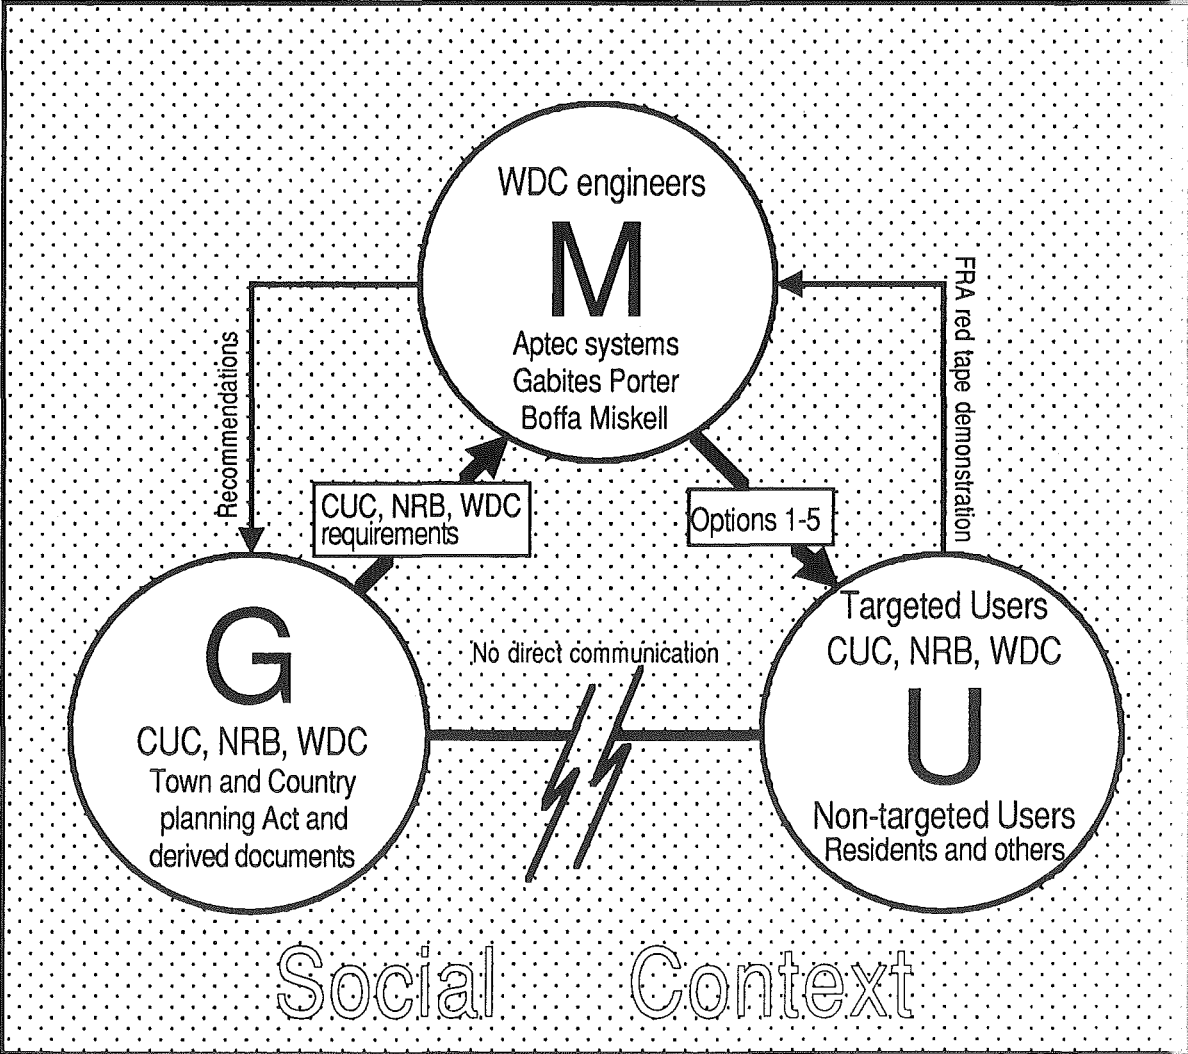 WDC engineers
M
Aptec systems
Gabites Porter
Boffa Miskell
FRA red tape demonstration
Recommendations
CUC, NRB, WDC
requirements
Options 1-5
G
CUC, NRB, WDC
Town and Country
planning Act and
derived documents
No direct communication
Targeted Users
CUC, NRB, WDC
U
Non-targeted Users
Residents and others
Social Context